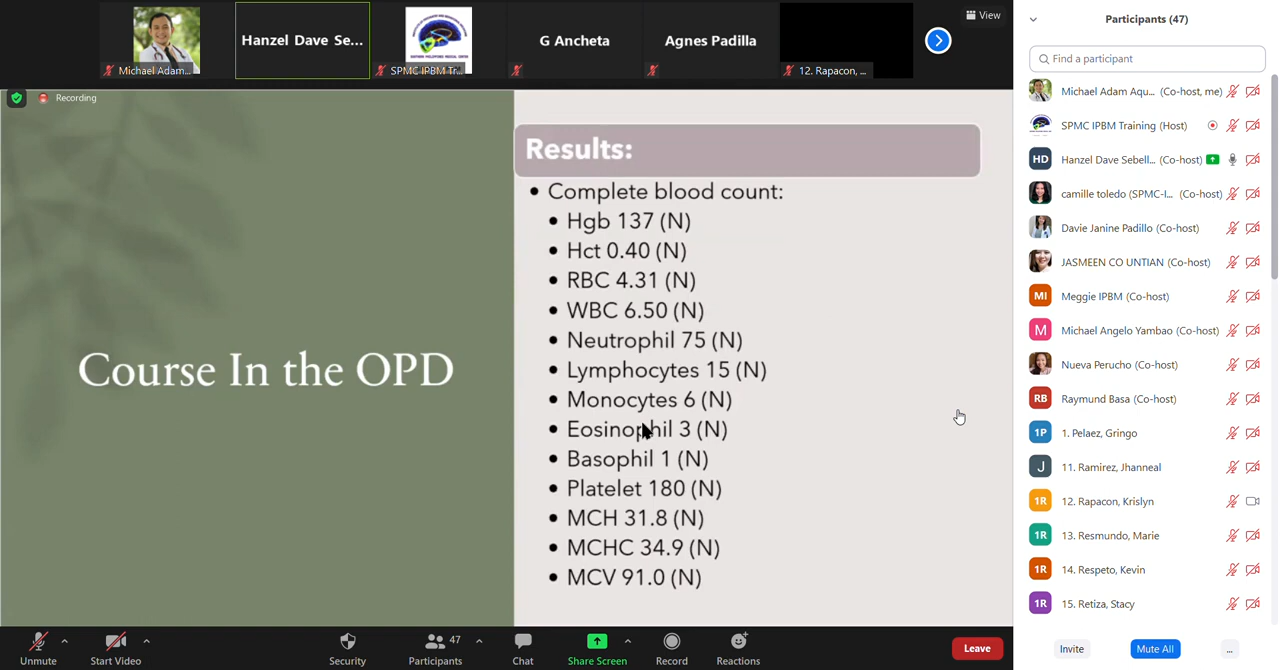 Michael Adam...
Hanzel Dave Se...
SPMC IPBM Tr...
G Ancheta
Agnes Padilla
12. Rapacon, ...
View
Recording
Course In the OPD
Results:
• Complete blood count:
• Hgb 137 (N)
• Hct 0.40 (N)
• RBC 4.31 (N)
• WBC 6.50 (N)
• Neutrophil 75 (N)
• Lymphocytes 15 (N)
• Monocytes 6 (N)
• Eosinophil 3 (N)
• Basophil 1 (N)
• Platelet 180 (N)
• MCH 31.8 (N)
• MCHC 34.9 (N)
• MCV 91.0 (N)
Unmute
Start Video
Security
Participants
47
Chat
Share Screen
Record
Reactions
Leave
Participants (47)
Find a participant
Michael Adam Aqu... (Co-host, me)
SPMC IPBM Training (Host)
HD Hanzel Dave Sebell... (Co-host)
camille toledo (SPMC-I... (Co-host)
Davie Janine Padillo (Co-host)
JASMEEN CO UNTIAN (Co-host)
MI Meggie IPBM (Co-host)
M Michael Angelo Yambao (Co-host)
Nueva Perucho (Co-host)
RB Raymund Basa (Co-host)
1P 1. Pelaez, Gringo
J 11. Ramirez, Jhanneal
1R 12. Rapacon, Krislyn
1R 13. Resmundo, Marie
1R 14. Respeto, Kevin
1R 15. Retiza, Stacy
Invite
Mute All
...